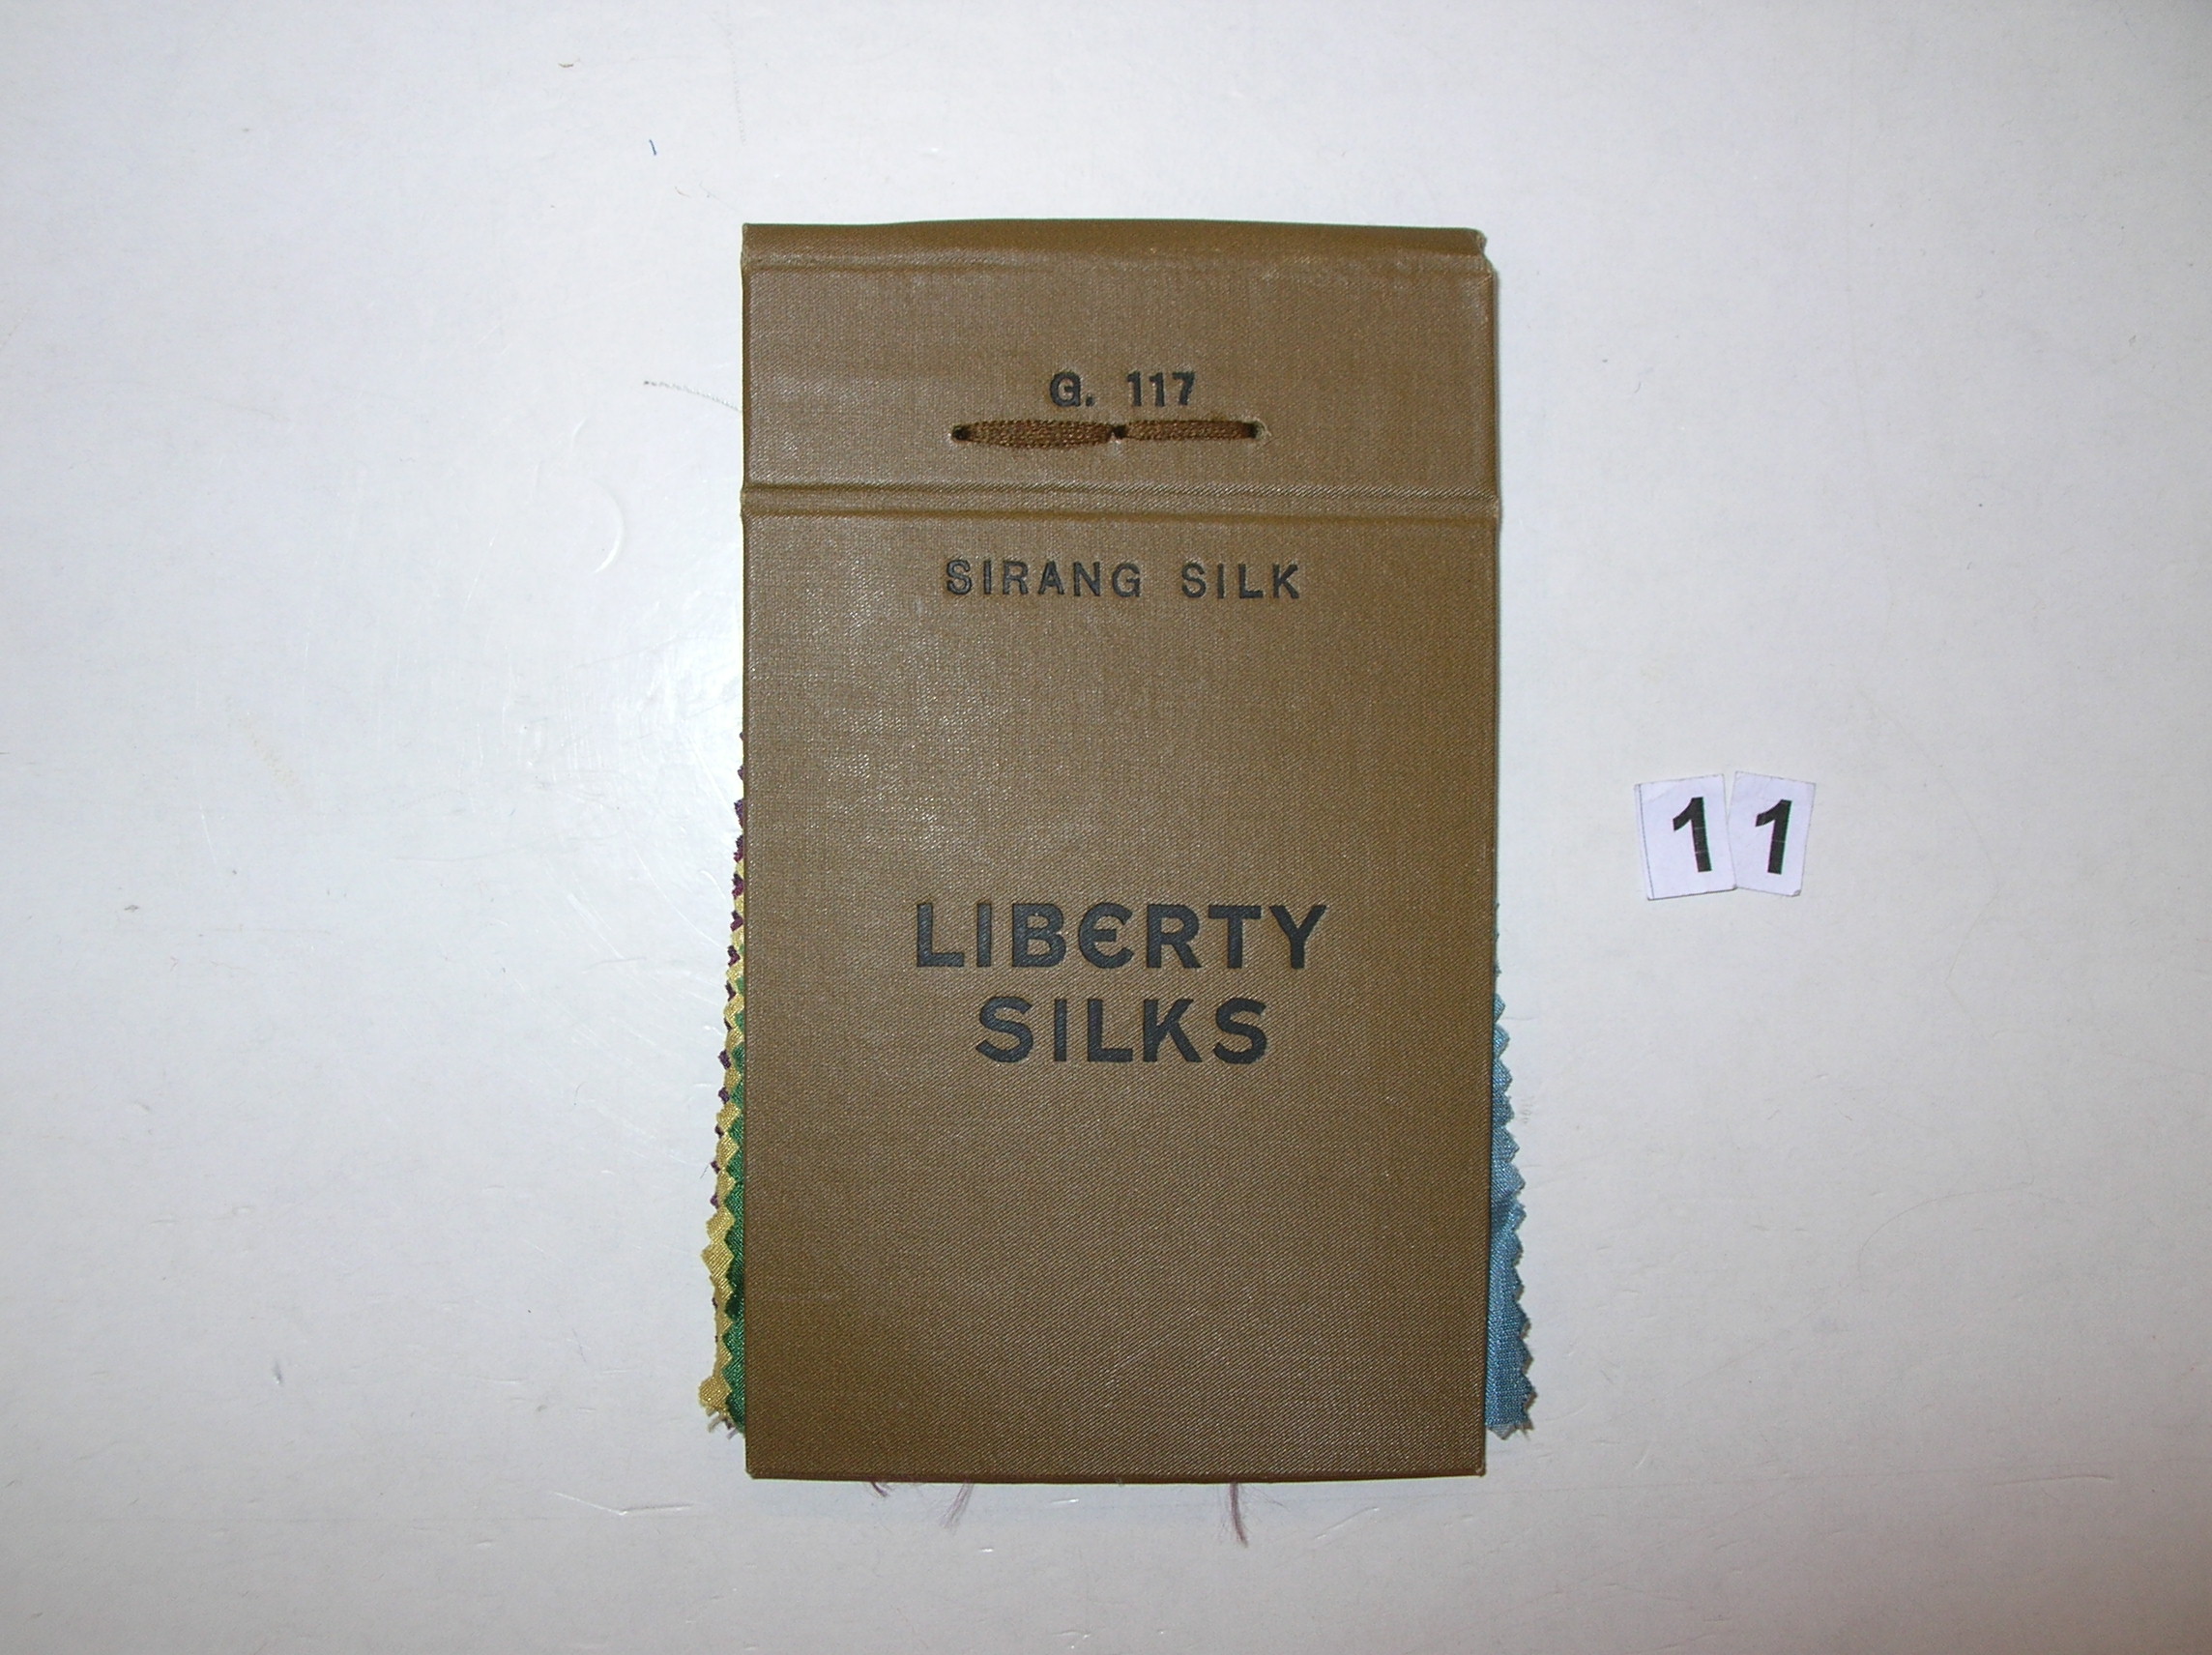 G. 117
SIRANG SILK
LIBERTY
SILKS
11